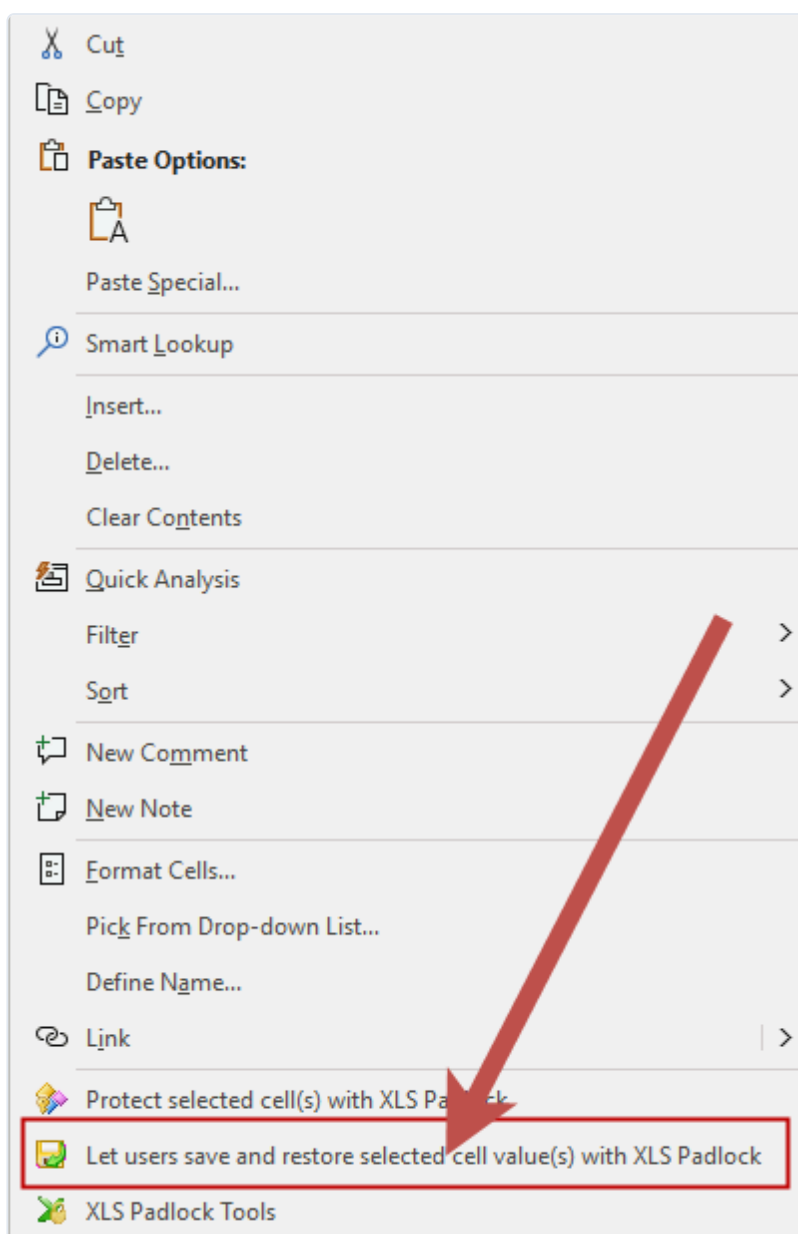 Cut
Copy
Paste Options:
A
Paste Special...
Smart Lookup
Insert...
Delete...
Clear Contents
Quick Analysis
Filter
Sort
New Comment
New Note
Format Cells...
Pick From Drop-down List...
Define Name...
Link
Protect selected cell(s) with XLS Padlock
Let users save and restore selected cell value(s) with XLS Padlock
XLS Padlock Tools